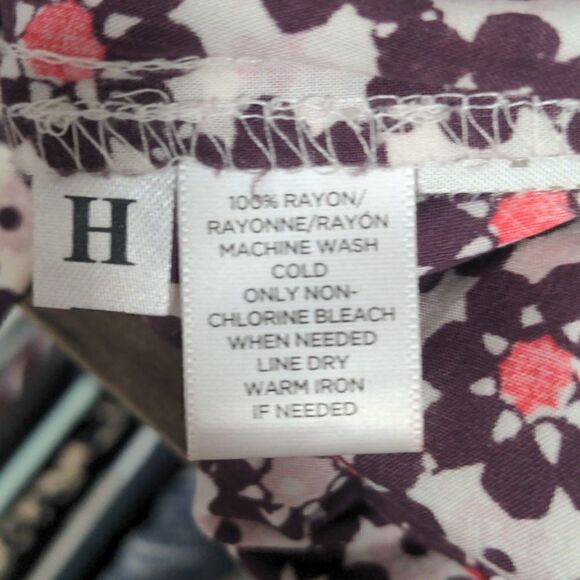 H
100% RAYON/
RAYONNE/RAYÓN
MACHINE WASH
COLD
ONLY NON-
CHLORINE BLEACH
WHEN NEEDED
LINE DRY
WARM IRON
IF NEEDED